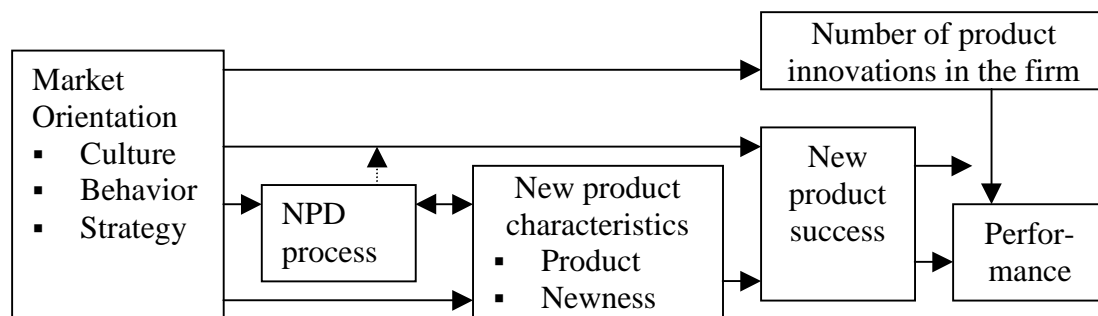 Market
Orientation
▪ Culture
▪ Behavior
▪ Strategy
NPD
process
New product
characteristics
▪ Product
▪ Newness
New
product
success
Number of product
innovations in the firm
Perfor-
mance